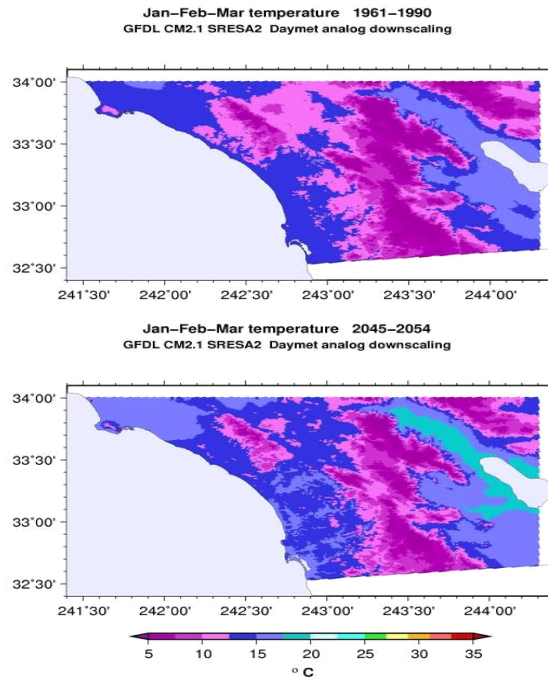 Jan-Feb-Mar temperature 1961-1990
GFDL CM2.1 SRESA2 Daymet analog downscaling
34°00'
33°30'
33°00'
32°30'
241°30' 242°00' 242°30' 243°00' 243°30' 244°00'
Jan-Feb-Mar temperature 2045-2054
GFDL CM2.1 SRESA2 Daymet analog downscaling
34°00'
33°30'
33°00'
32°30'
241°30' 242°00' 242°30' 243°00' 243°30' 244°00'
5 10 15 20 25 30 35
° C